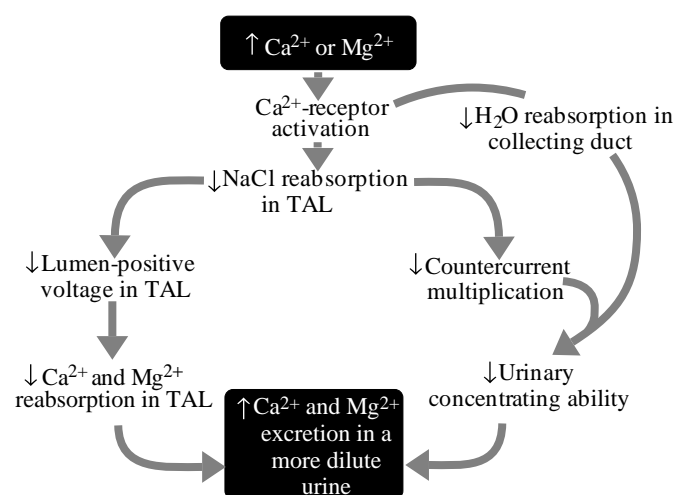 ↑ Ca²⁺ or Mg²⁺
Ca²⁺-receptor
activation
↓H₂O reabsorption in
collecting duct
↓NaCl reabsorption
in TAL
↓Lumen-positive
voltage in TAL
↓Countercurrent
multiplication
↓Ca²⁺ and Mg²⁺
reabsorption in TAL
↑Ca²⁺ and Mg²⁺
excretion in a
more dilute
urine
↓Urinary
concentrating ability